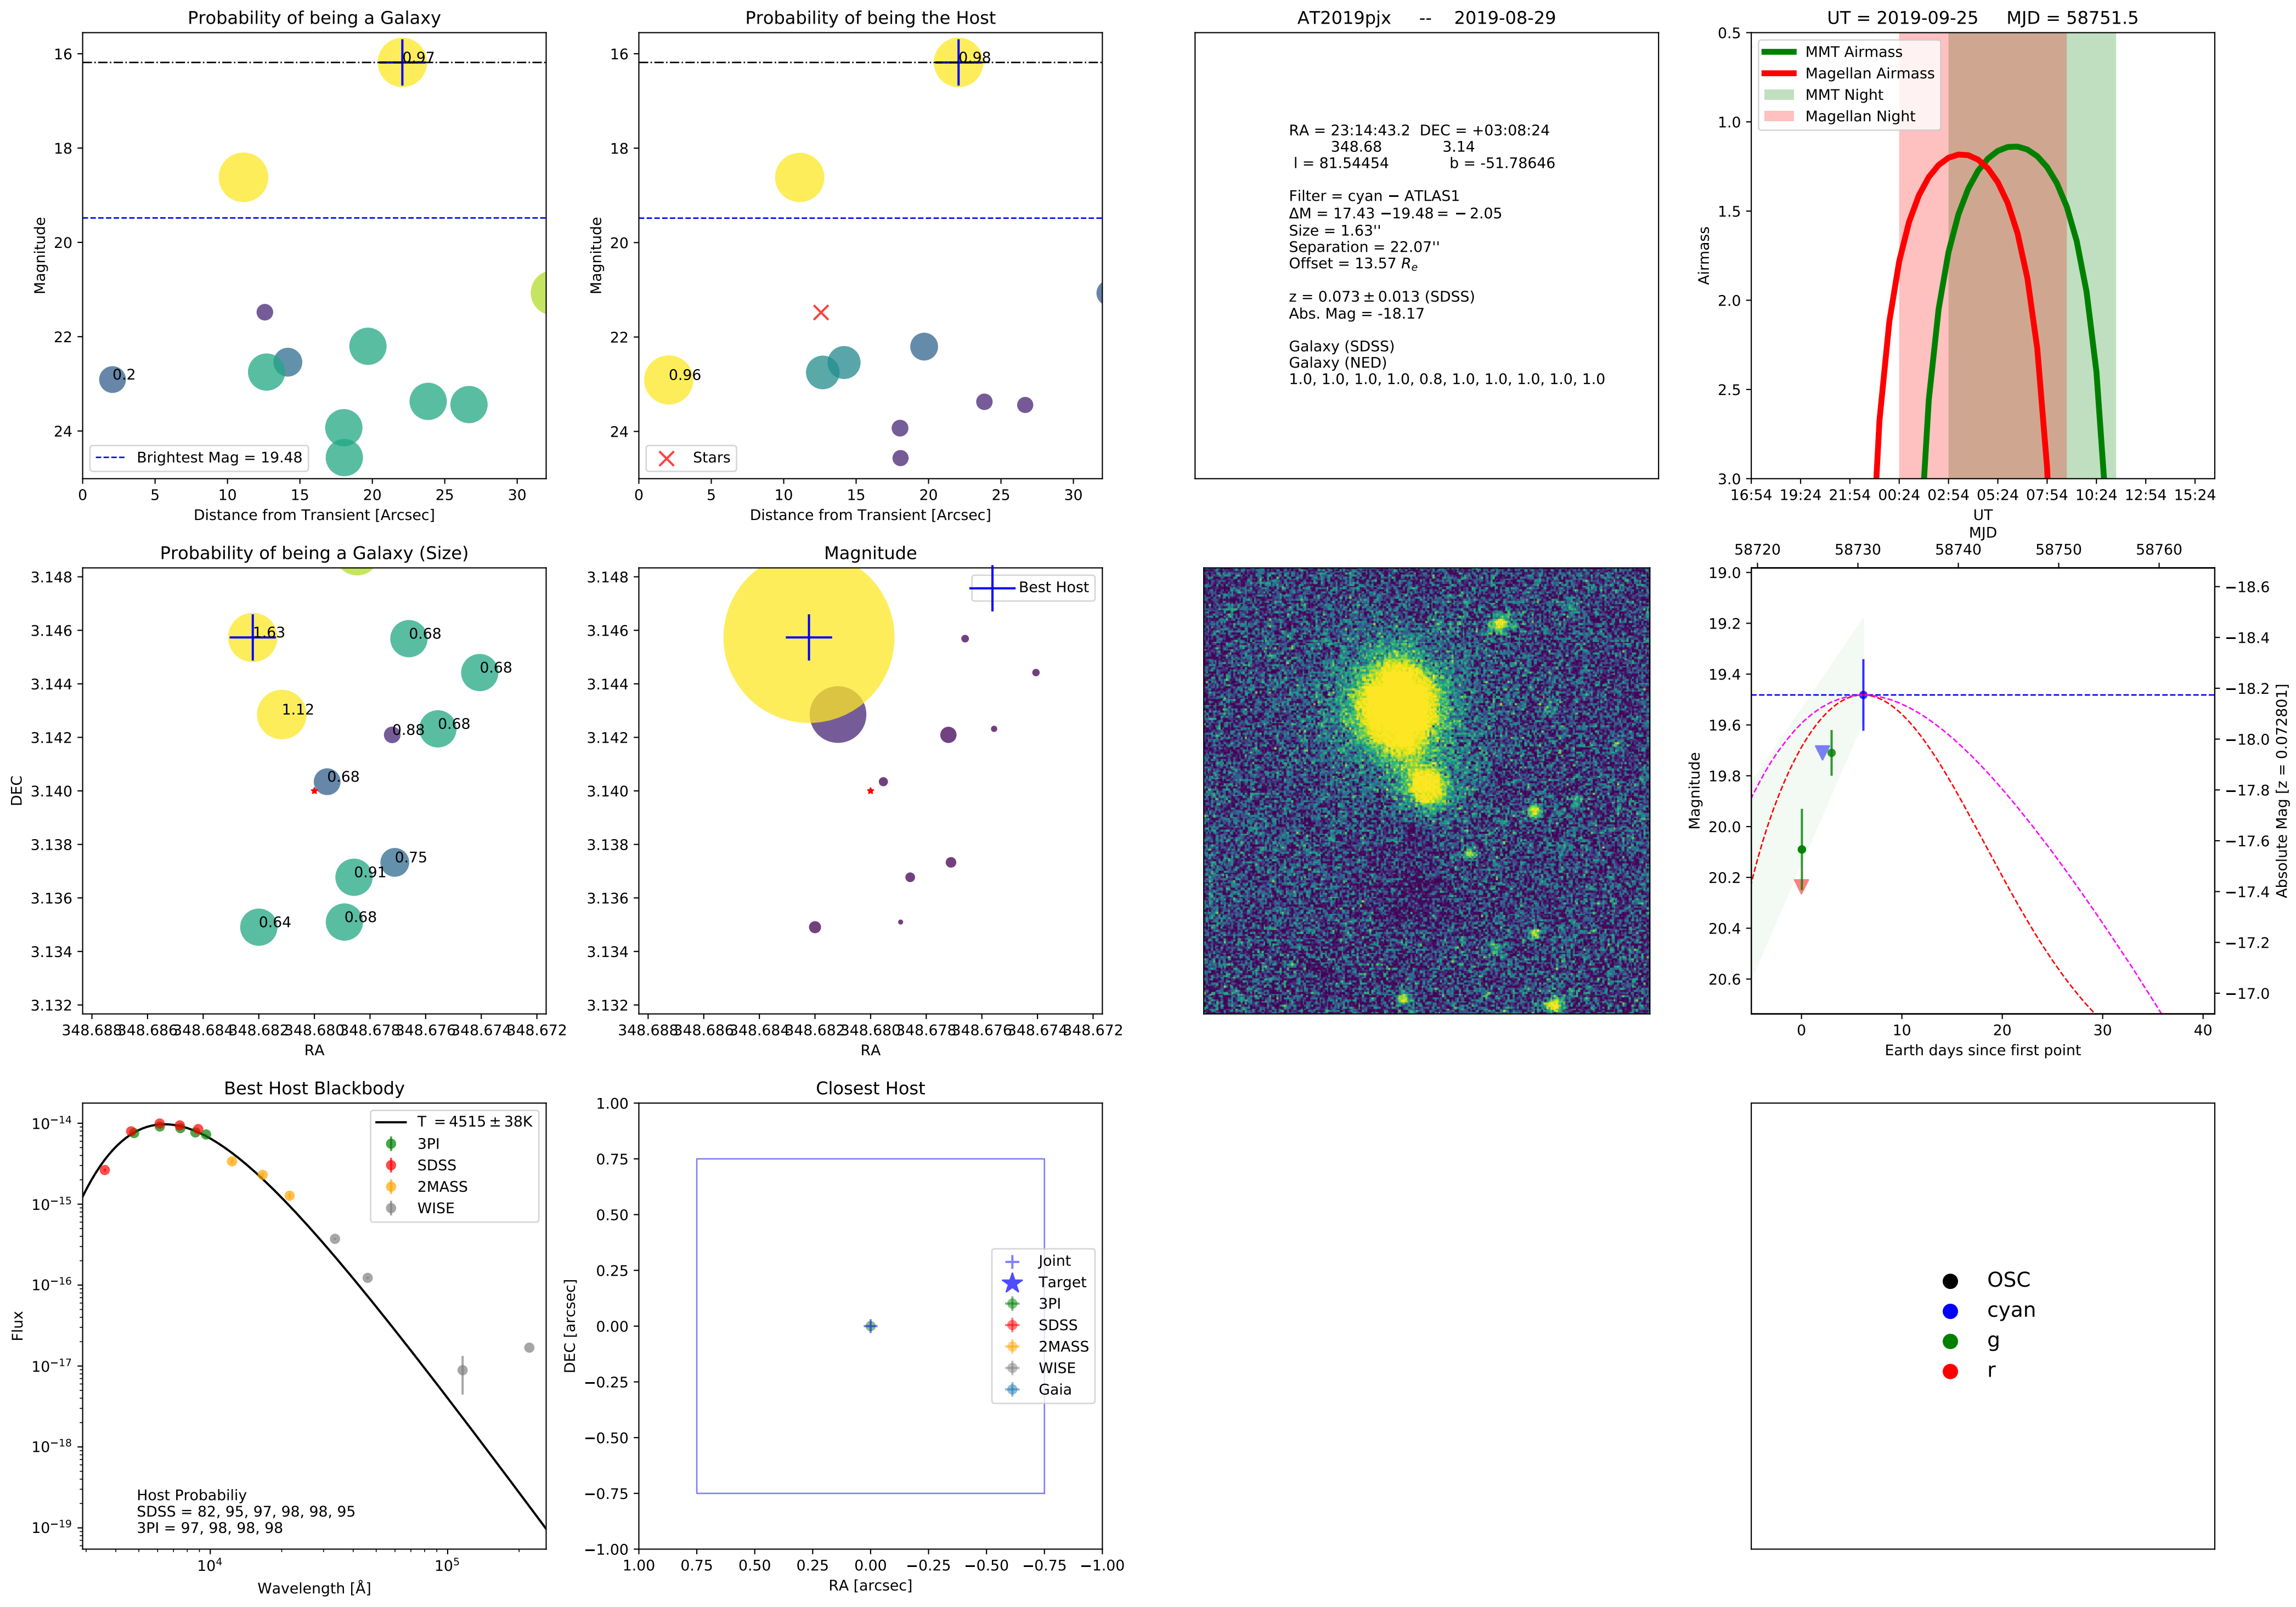 Probability of being a Galaxy
Magnitude
16
18
20
22
24
0.97
0.2
Brightest Mag = 19.48
0 5 10 15 20 25 30
Distance from Transient [Arcsec]
Probability of being the Host
Magnitude
16
18
20
22
24
0.98
0.96
Stars
0 5 10 15 20 25 30
Distance from Transient [Arcsec]
AT2019pjx -- 2019-08-29
RA = 23:14:43.2 DEC = +03:08:24
348.68 3.14
l = 81.54454 b = -51.78646
Filter = cyan − ATLAS1
ΔM = 17.43 −19.48 = −2.05
Size = 1.63''
Separation = 22.07''
Offset = 13.57 Re
z = 0.073 ± 0.013 (SDSS)
Abs. Mag = -18.17
Galaxy (SDSS)
Galaxy (NED)
1.0, 1.0, 1.0, 1.0, 0.8, 1.0, 1.0, 1.0, 1.0, 1.0
UT = 2019-09-25 MJD = 58751.5
MMT Airmass
Magellan Airmass
MMT Night
Magellan Night
Airmass
0.5
1.0
1.5
2.0
2.5
3.0
16:54 19:24 21:54 00:24 02:54 05:24 07:54 10:24 12:54 15:24
UT
Probability of being a Galaxy (Size)
DEC
3.148
3.146
3.144
3.142
3.140
3.138
3.136
3.134
3.132
1.63
0.68
0.68
1.12
0.88
0.68
0.68
0.75
0.91
0.68
0.64
348.688 348.686 348.684 348.682 348.680 348.678 348.676 348.674 348.672
RA
Magnitude
Best Host
3.148
3.146
3.144
3.142
3.140
3.138
3.136
3.134
3.132
348.688 348.686 348.684 348.682 348.680 348.678 348.676 348.674 348.672
RA
MJD
58720 58730 58740 58750 58760
Magnitude
19.0
19.2
19.4
19.6
19.8
20.0
20.2
20.4
20.6
−18.6
−18.4
−18.2
−18.0
−17.8
−17.6
−17.4
−17.2
−17.0
Absolute Mag [z = 0.072801]
0 10 20 30 40
Earth days since first point
Best Host Blackbody
Flux
10−14
10−15
10−16
10−17
10−18
10−19
T = 4515 ± 38K
3PI
SDSS
2MASS
WISE
Host Probabiliy
SDSS = 82, 95, 97, 98, 98, 95
3PI = 97, 98, 98, 98
104 105
Wavelength [Å]
Closest Host
DEC [arcsec]
1.00
0.75
0.50
0.25
0.00
−0.25
−0.50
−0.75
−1.00
Joint
Target
3PI
SDSS
2MASS
WISE
Gaia
1.00 0.75 0.50 0.25 0.00 −0.25 −0.50 −0.75 −1.00
RA [arcsec]
OSC
cyan
g
r